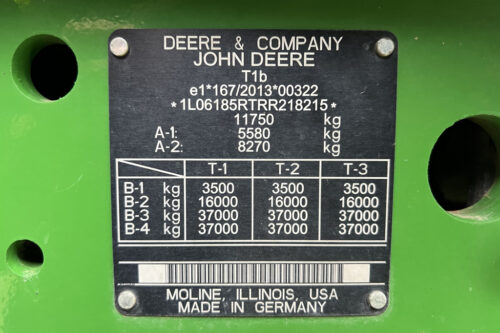 DEERE & COMPANY
JOHN DEERE
T1b
e1*167/2013*00322
*1L06185RTRR218215*
11750 kg
A-1: 5580 kg
A-2: 8270 kg
T-1 T-2 T-3
B-1 kg 3500 3500 3500
B-2 kg 16000 16000 16000
B-3 kg 37000 37000 37000
B-4 kg 37000 37000 37000
MOLINE, ILLINOIS, USA
MADE IN GERMANY